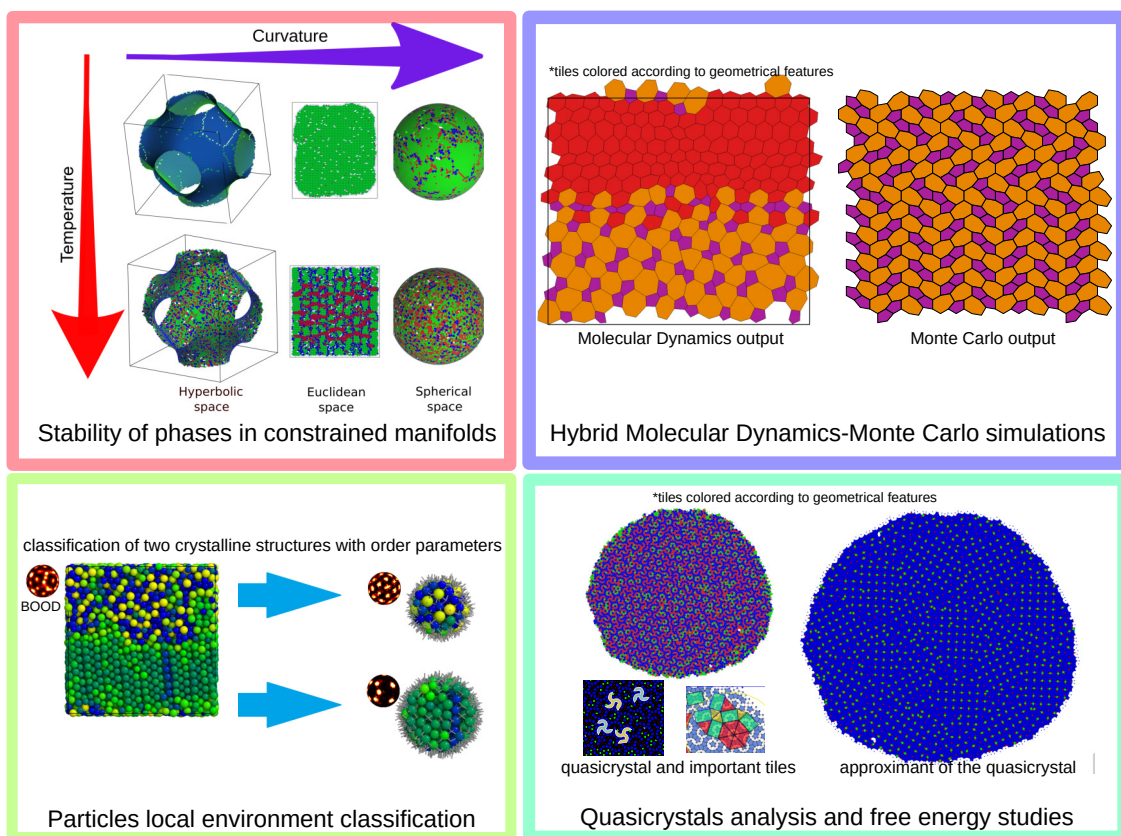 Curvature
Temperature
Hyperbolic
space
Euclidean
space
Spherical
space
Stability of phases in constrained manifolds
*tiles colored according to geometrical features
Molecular Dynamics output
Monte Carlo output
Hybrid Molecular Dynamics-Monte Carlo simulations
classification of two crystalline structures with order parameters
BOOD
Particles local environment classification
*tiles colored according to geometrical features
quasicrystal and important tiles
approximant of the quasicrystal
Quasicrystals analysis and free energy studies